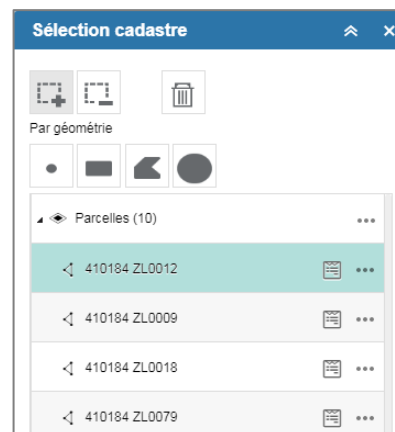 Sélection cadastre
Par géométrie
Parcelles (10)
410184 ZL0012
410184 ZL0009
410184 ZL0018
410184 ZL0079